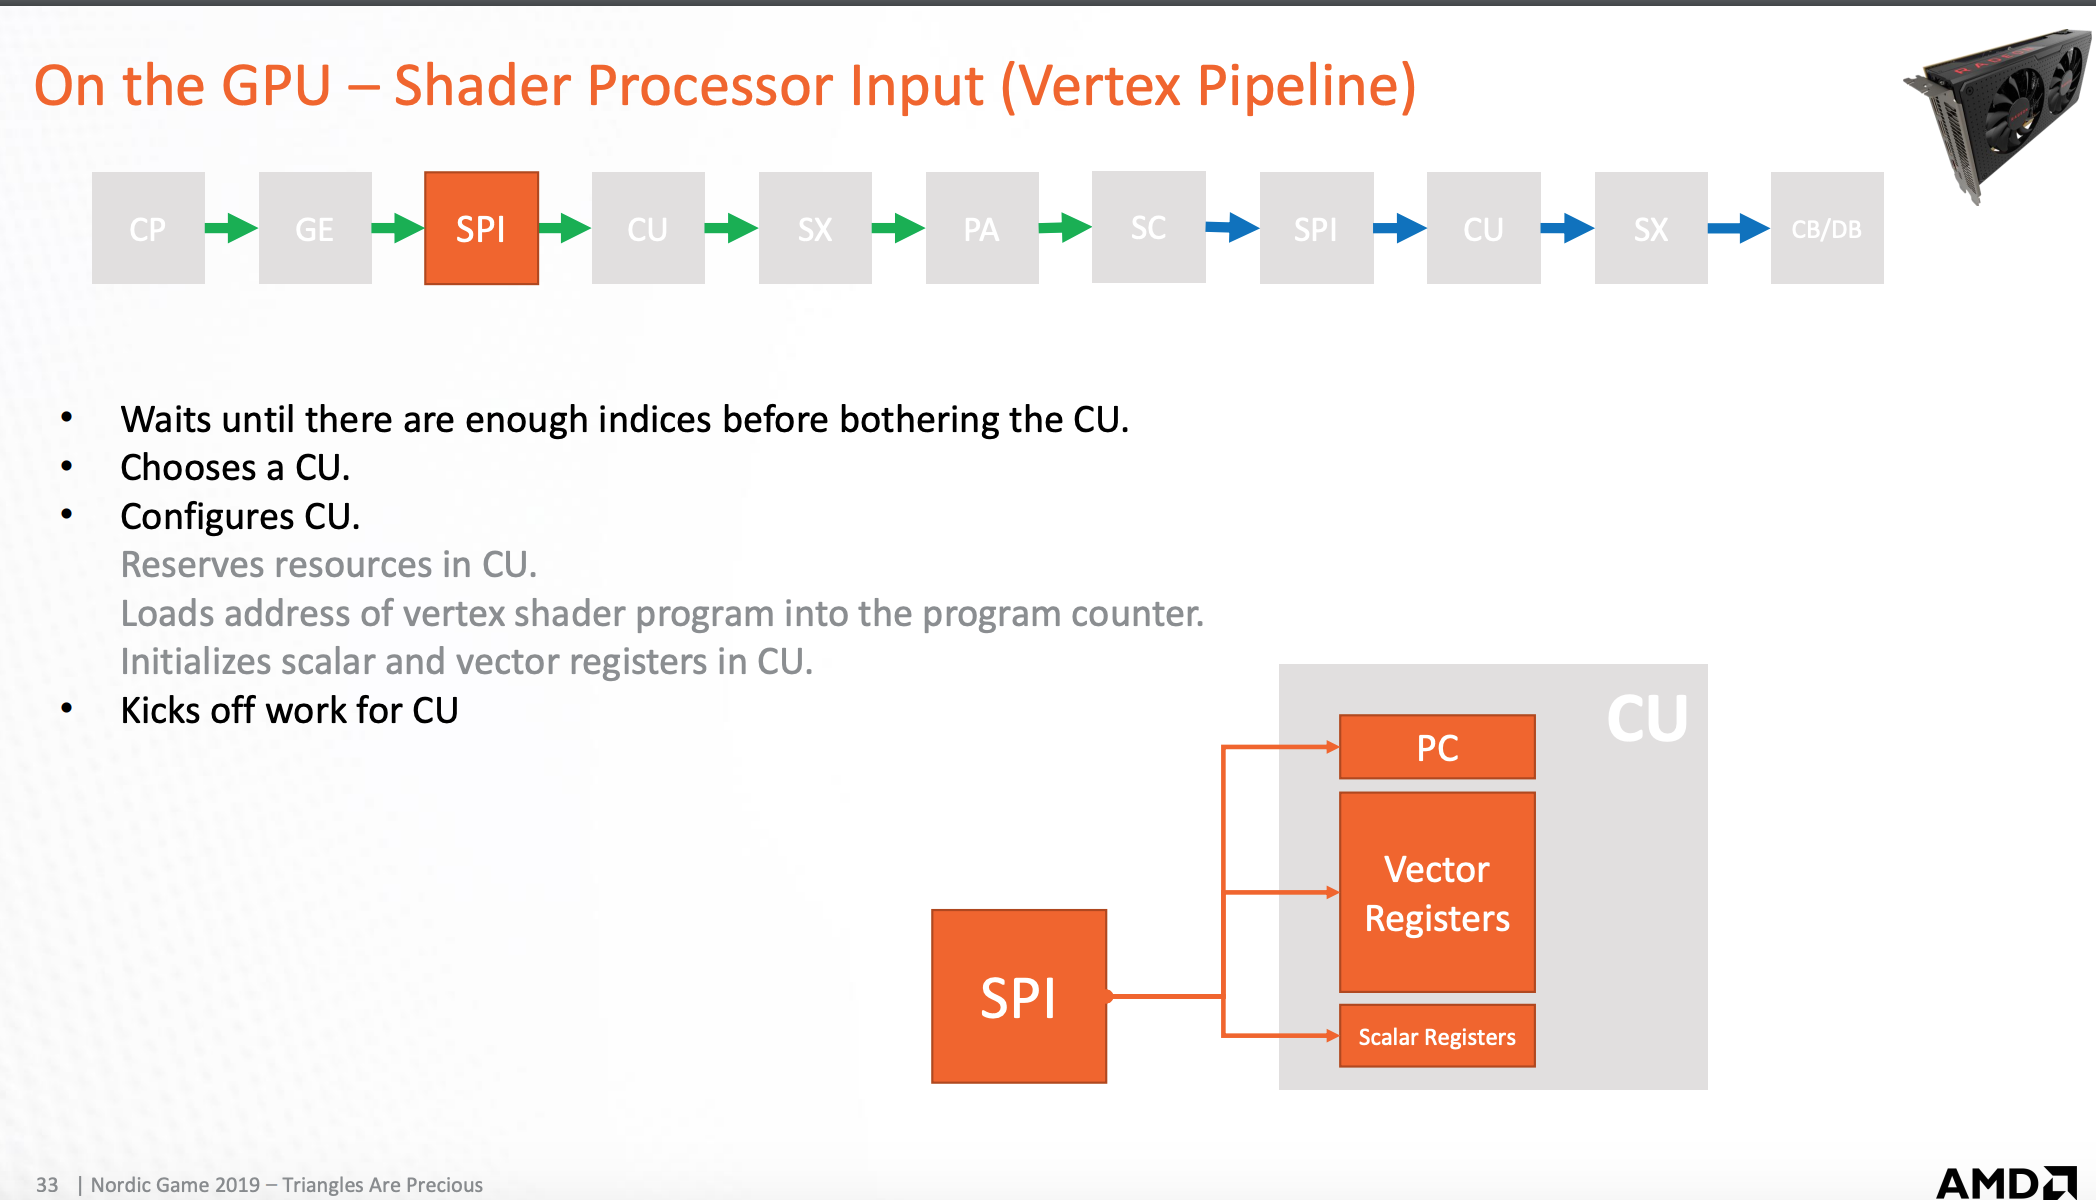 On the GPU – Shader Processor Input (Vertex Pipeline)
RADEON
CP GE SPI CU SX PA SC SPI CU SX CB/DB
• Waits until there are enough indices before bothering the CU.
• Chooses a CU.
• Configures CU.
Reserves resources in CU.
Loads address of vertex shader program into the program counter.
Initializes scalar and vector registers in CU.
• Kicks off work for CU
CU
PC
Vector
Registers
SPI
Scalar Registers
33 | Nordic Game 2019 – Triangles Are Precious
AMD